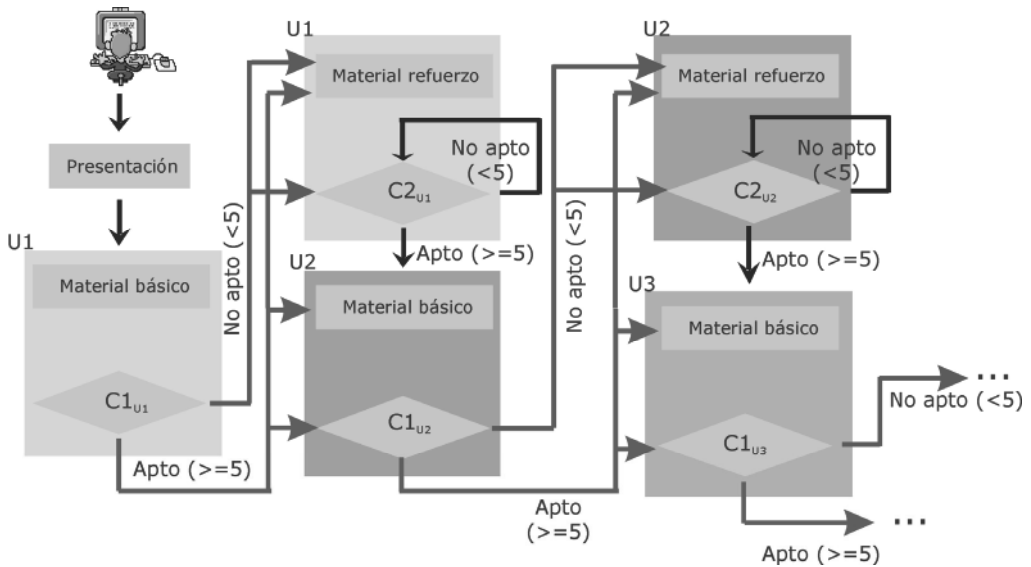 Presentación
U1
Material básico
C1U1
Apto (>=5)
No apto (<5)
U1
Material refuerzo
No apto
(<5)
C2U1
Apto (>=5)
U2
Material básico
C1U2
Apto
(>=5)
No apto (<5)
U2
Material refuerzo
No apto
(<5)
C2U2
Apto (>=5)
U3
Material básico
C1U3
...
No apto (<5)
...
Apto (>=5)